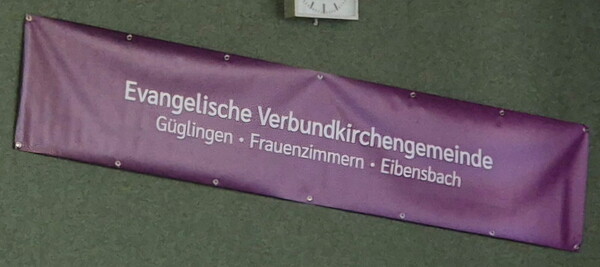 Evangelische Verbundkirchengemeinde
Güglingen • Frauenzimmern • Eibensbach